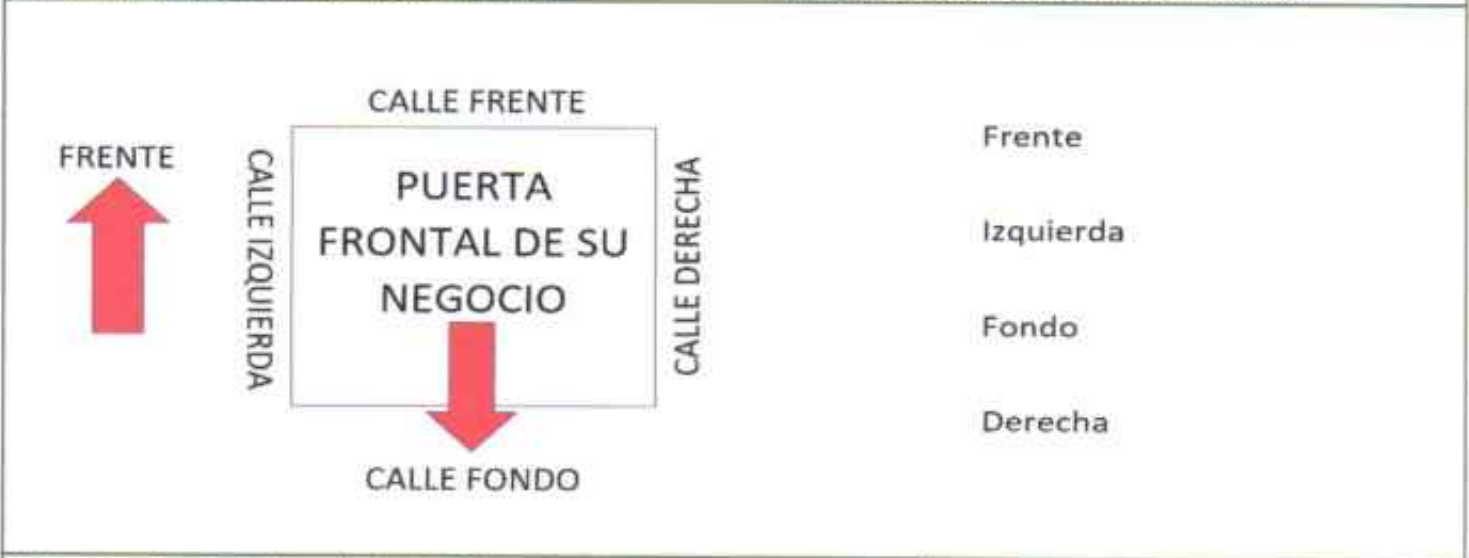 CALLE FRENTE
FRENTE
CALLE IZQUIERDA
PUERTA
FRONTAL DE SU
NEGOCIO
CALLE DERECHA
CALLE FONDO
Frente
Izquierda
Fondo
Derecha